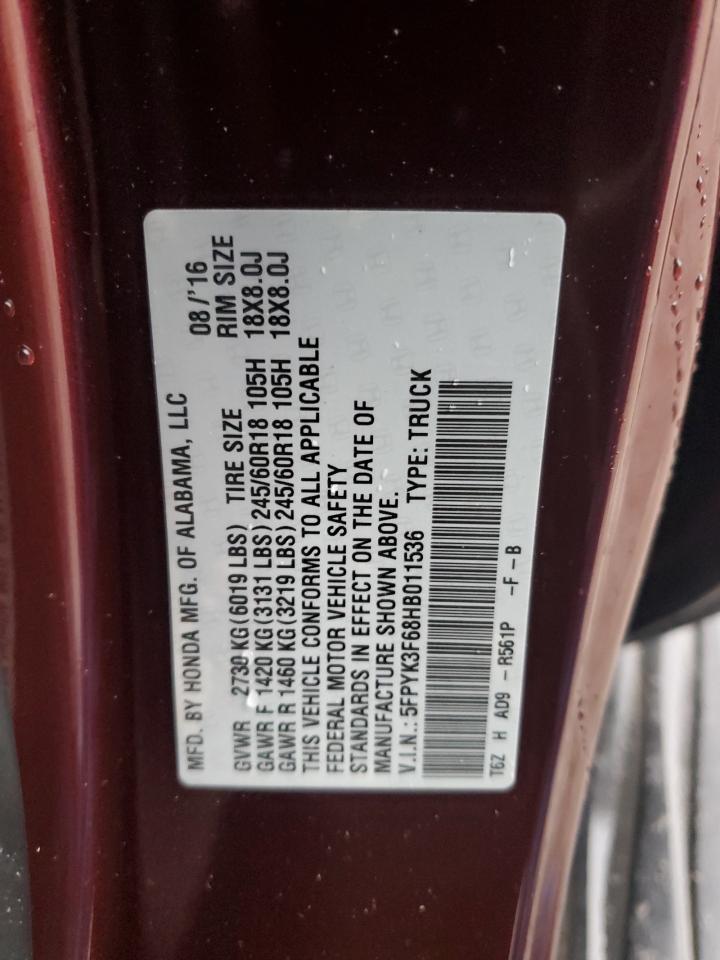 MFD. BY HONDA MFG. OF ALABAMA, LLC 08/'16
GVWR 2730 KG(6019 LBS) TIRE SIZE RIM SIZE
GAWR F 1420 KG(3131 LBS) 245/60R18 105H 18X8.0J
GAWR R 1460 KG(3219 LBS) 245/60R18 105H 18X8.0J
THIS VEHICLE CONFORMS TO ALL APPLICABLE
FEDERAL MOTOR VEHICLE SAFETY
STANDARDS IN EFFECT ON THE DATE OF
MANUFACTURE SHOWN ABOVE.
V.I.N.: 5FPYK3F68HB011536 TYPE: TRUCK
T6Z H AD9 - R561P -F-B